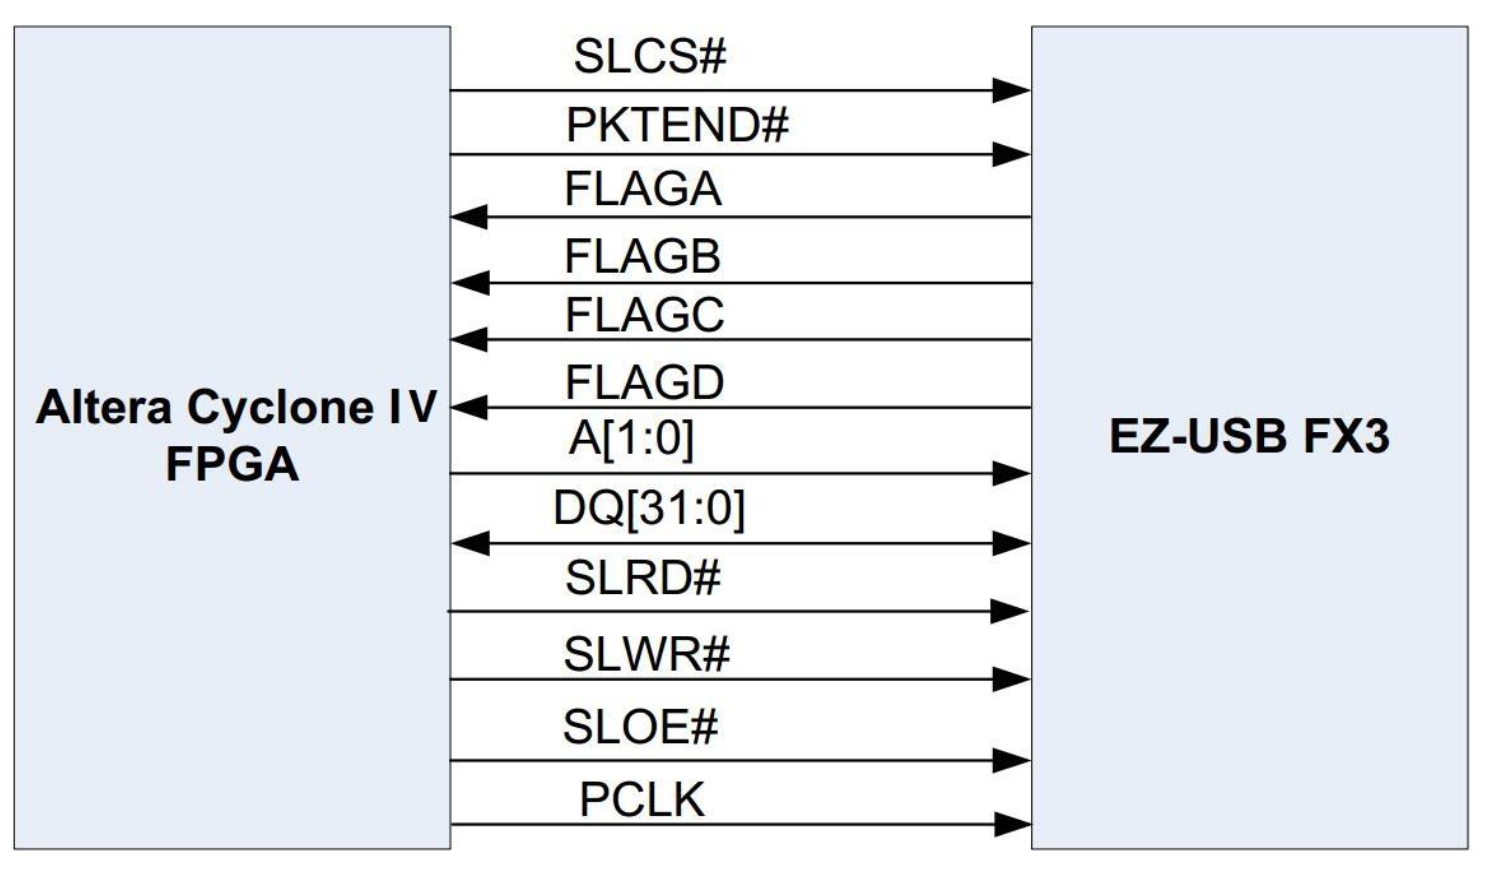 SLCS#
PKTEND#
FLAGA
FLAGB
FLAGC
FLAGD
A[1:0]
DQ[31:0]
SLRD#
SLWR#
SLOE#
PCLK
Altera Cyclone IV
FPGA
EZ-USB FX3